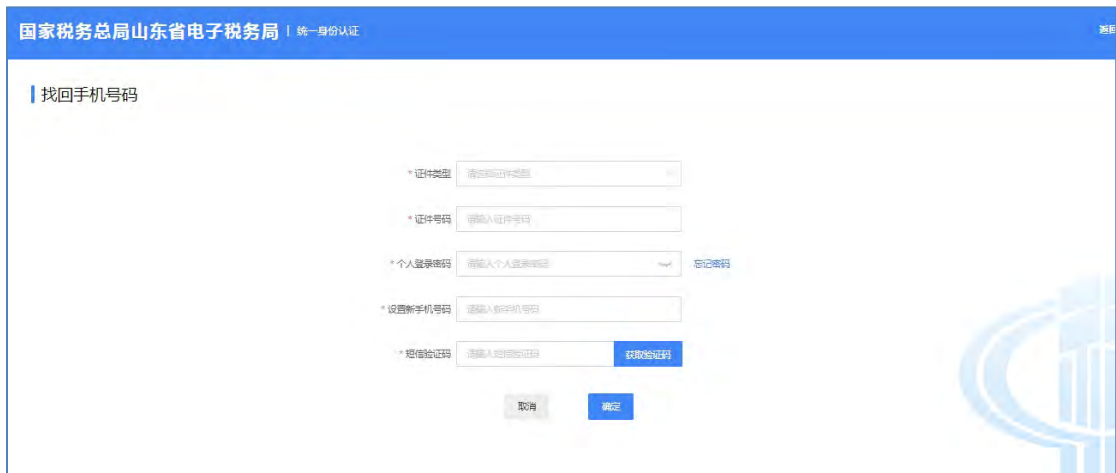 国家税务总局山东省电子税务局 | 统一身份认证 返回
找回手机号码
* 证件类型 请选择证件类型
* 证件号码 请输入证件号码
* 个人登录密码 请输入个人登录密码 忘记密码
* 设置新手机号码 请输入新手机号码
* 短信验证码 请输入短信验证码 获取验证码
取消 确定